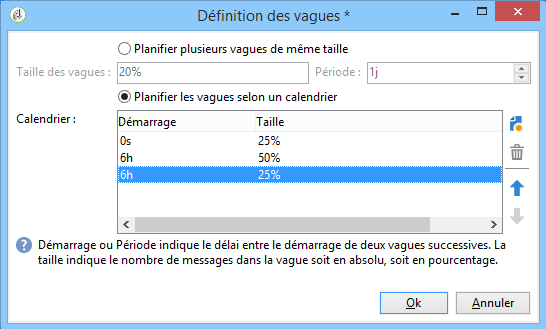 Définition des vagues *
Planifier plusieurs vagues de même taille
Taille des vagues : 20% Période : 1j
Planifier les vagues selon un calendrier
Calendrier : Démarrage Taille
0s 25%
6h 50%
6h 25%
Démarrage ou Période indique le délai entre le démarrage de deux vagues successives. La
taille indique le nombre de messages dans la vague soit en absolu, soit en pourcentage.
Ok Annuler